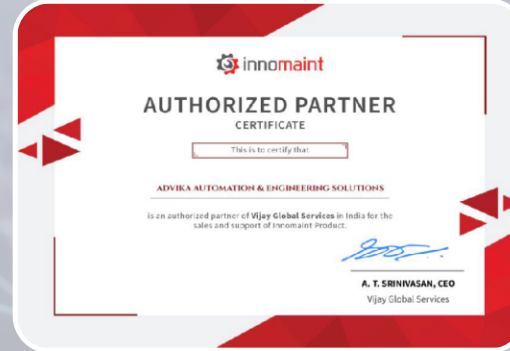 innomaint
AUTHORIZED PARTNER
CERTIFICATE
This is to certify that
ADVIKA AUTOMATION & ENGINEERING SOLUTIONS
is an authorized partner of Vijay Global Services in India for the
sales and support of Innomaint Product.
A. T. SRINIVASAN, CEO
Vijay Global Services